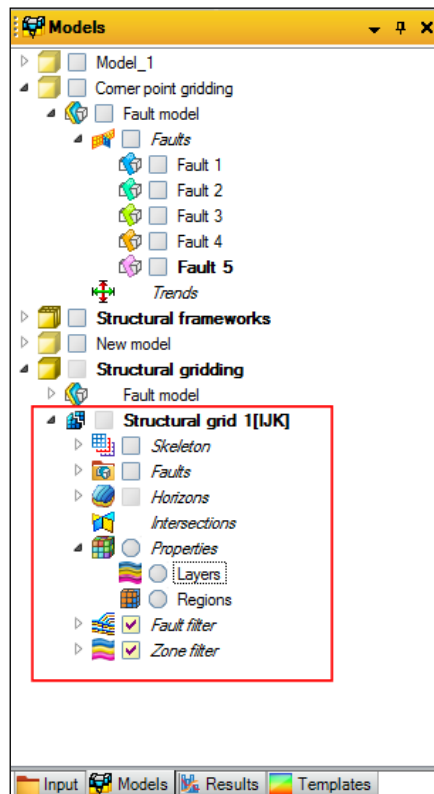 Models
Model_1
Corner point gridding
Fault model
Faults
Fault 1
Fault 2
Fault 3
Fault 4
Fault 5
Trends
Structural frameworks
New model
Structural gridding
Fault model
Structural grid 1[IJK]
Skeleton
Faults
Horizons
Intersections
Properties
Layers
Regions
Fault filter
Zone filter
Input Models Results Templates